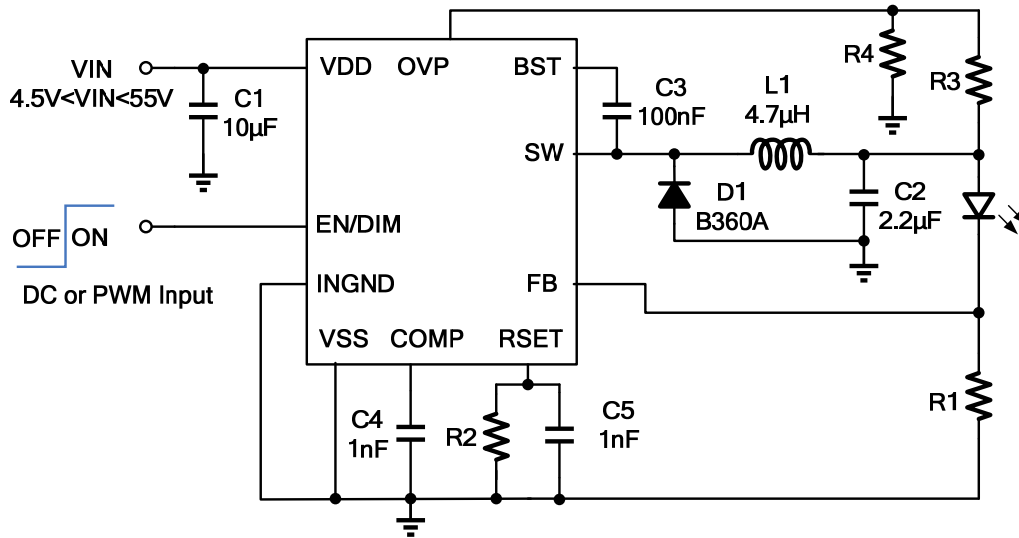 VIN
4.5V<VIN<55V
C1
10µF
VDD
OVP
BST
C3
100nF
SW
L1
4.7µH
R4
R3
D1
B360A
C2
2.2µF
OFF
ON
DC or PWM Input
EN/DIM
INGND
FB
VSS
COMP
RSET
C4
1nF
R2
C5
1nF
R1